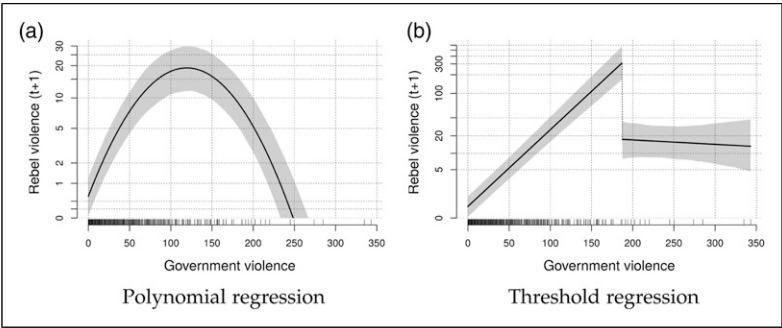 (a)
Rebel violence (t+1)
30
20
10
5
2
1
0
0 50 100 150 200 250 300 350
Government violence
Polynomial regression
(b)
Rebel violence (t+1)
300
100
20
5
0
0 50 100 150 200 250 300 350
Government violence
Threshold regression